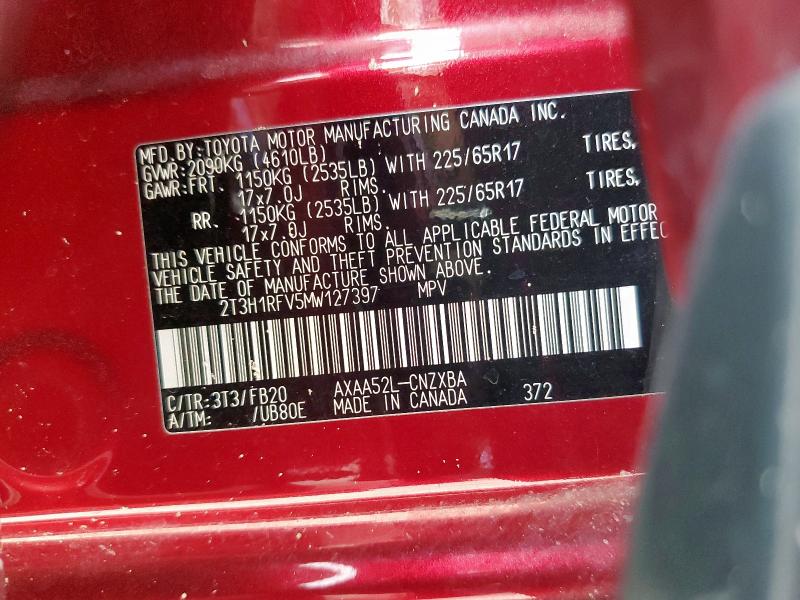 MFD. BY: TOYOTA MOTOR MANUFACTURING CANADA INC.
GVWR: 2090KG (4610LB)
GAWR: FRT. 1150KG (2535LB) WITH 225/65R17 TIRES,
17x7.0J RIMS.
RR. 1150KG (2535LB) WITH 225/65R17 TIRES,
17x7.0J RIMS.
THIS VEHICLE CONFORMS TO ALL APPLICABLE FEDERAL MOTOR
VEHICLE SAFETY AND THEFT PREVENTION STANDARDS IN EFFEC
THE DATE OF MANUFACTURE SHOWN ABOVE.
2T3H1RFV5MW127397 MPV
C/TR: 3T3/FB20 AXAA52L-CNZXBA 372
A/TM: /UB80E MADE IN CANADA